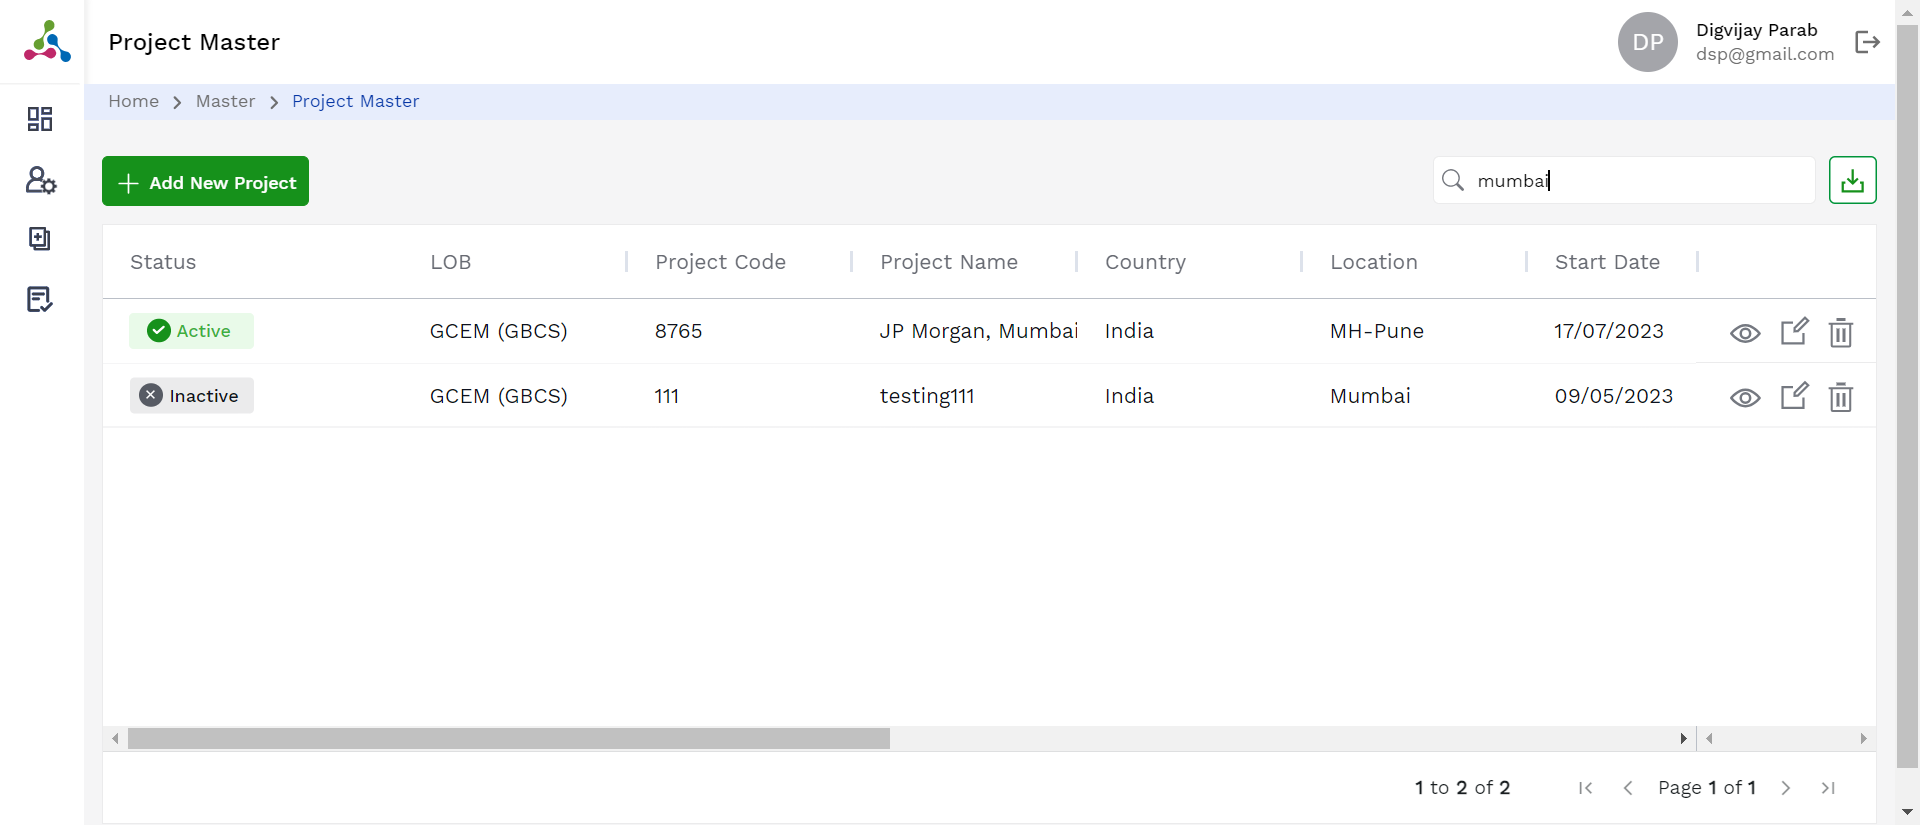 Project Master
DP
Digvijay Parab
dsp@gmail.com
Home Master Project Master
Add New Project
mumbai
Status LOB Project Code Project Name Country Location Start Date
Active GCEM (GBCS) 8765 JP Morgan, Mumbai India MH-Pune 17/07/2023
Inactive GCEM (GBCS) 111 testing111 India Mumbai 09/05/2023
1 to 2 of 2 Page 1 of 1